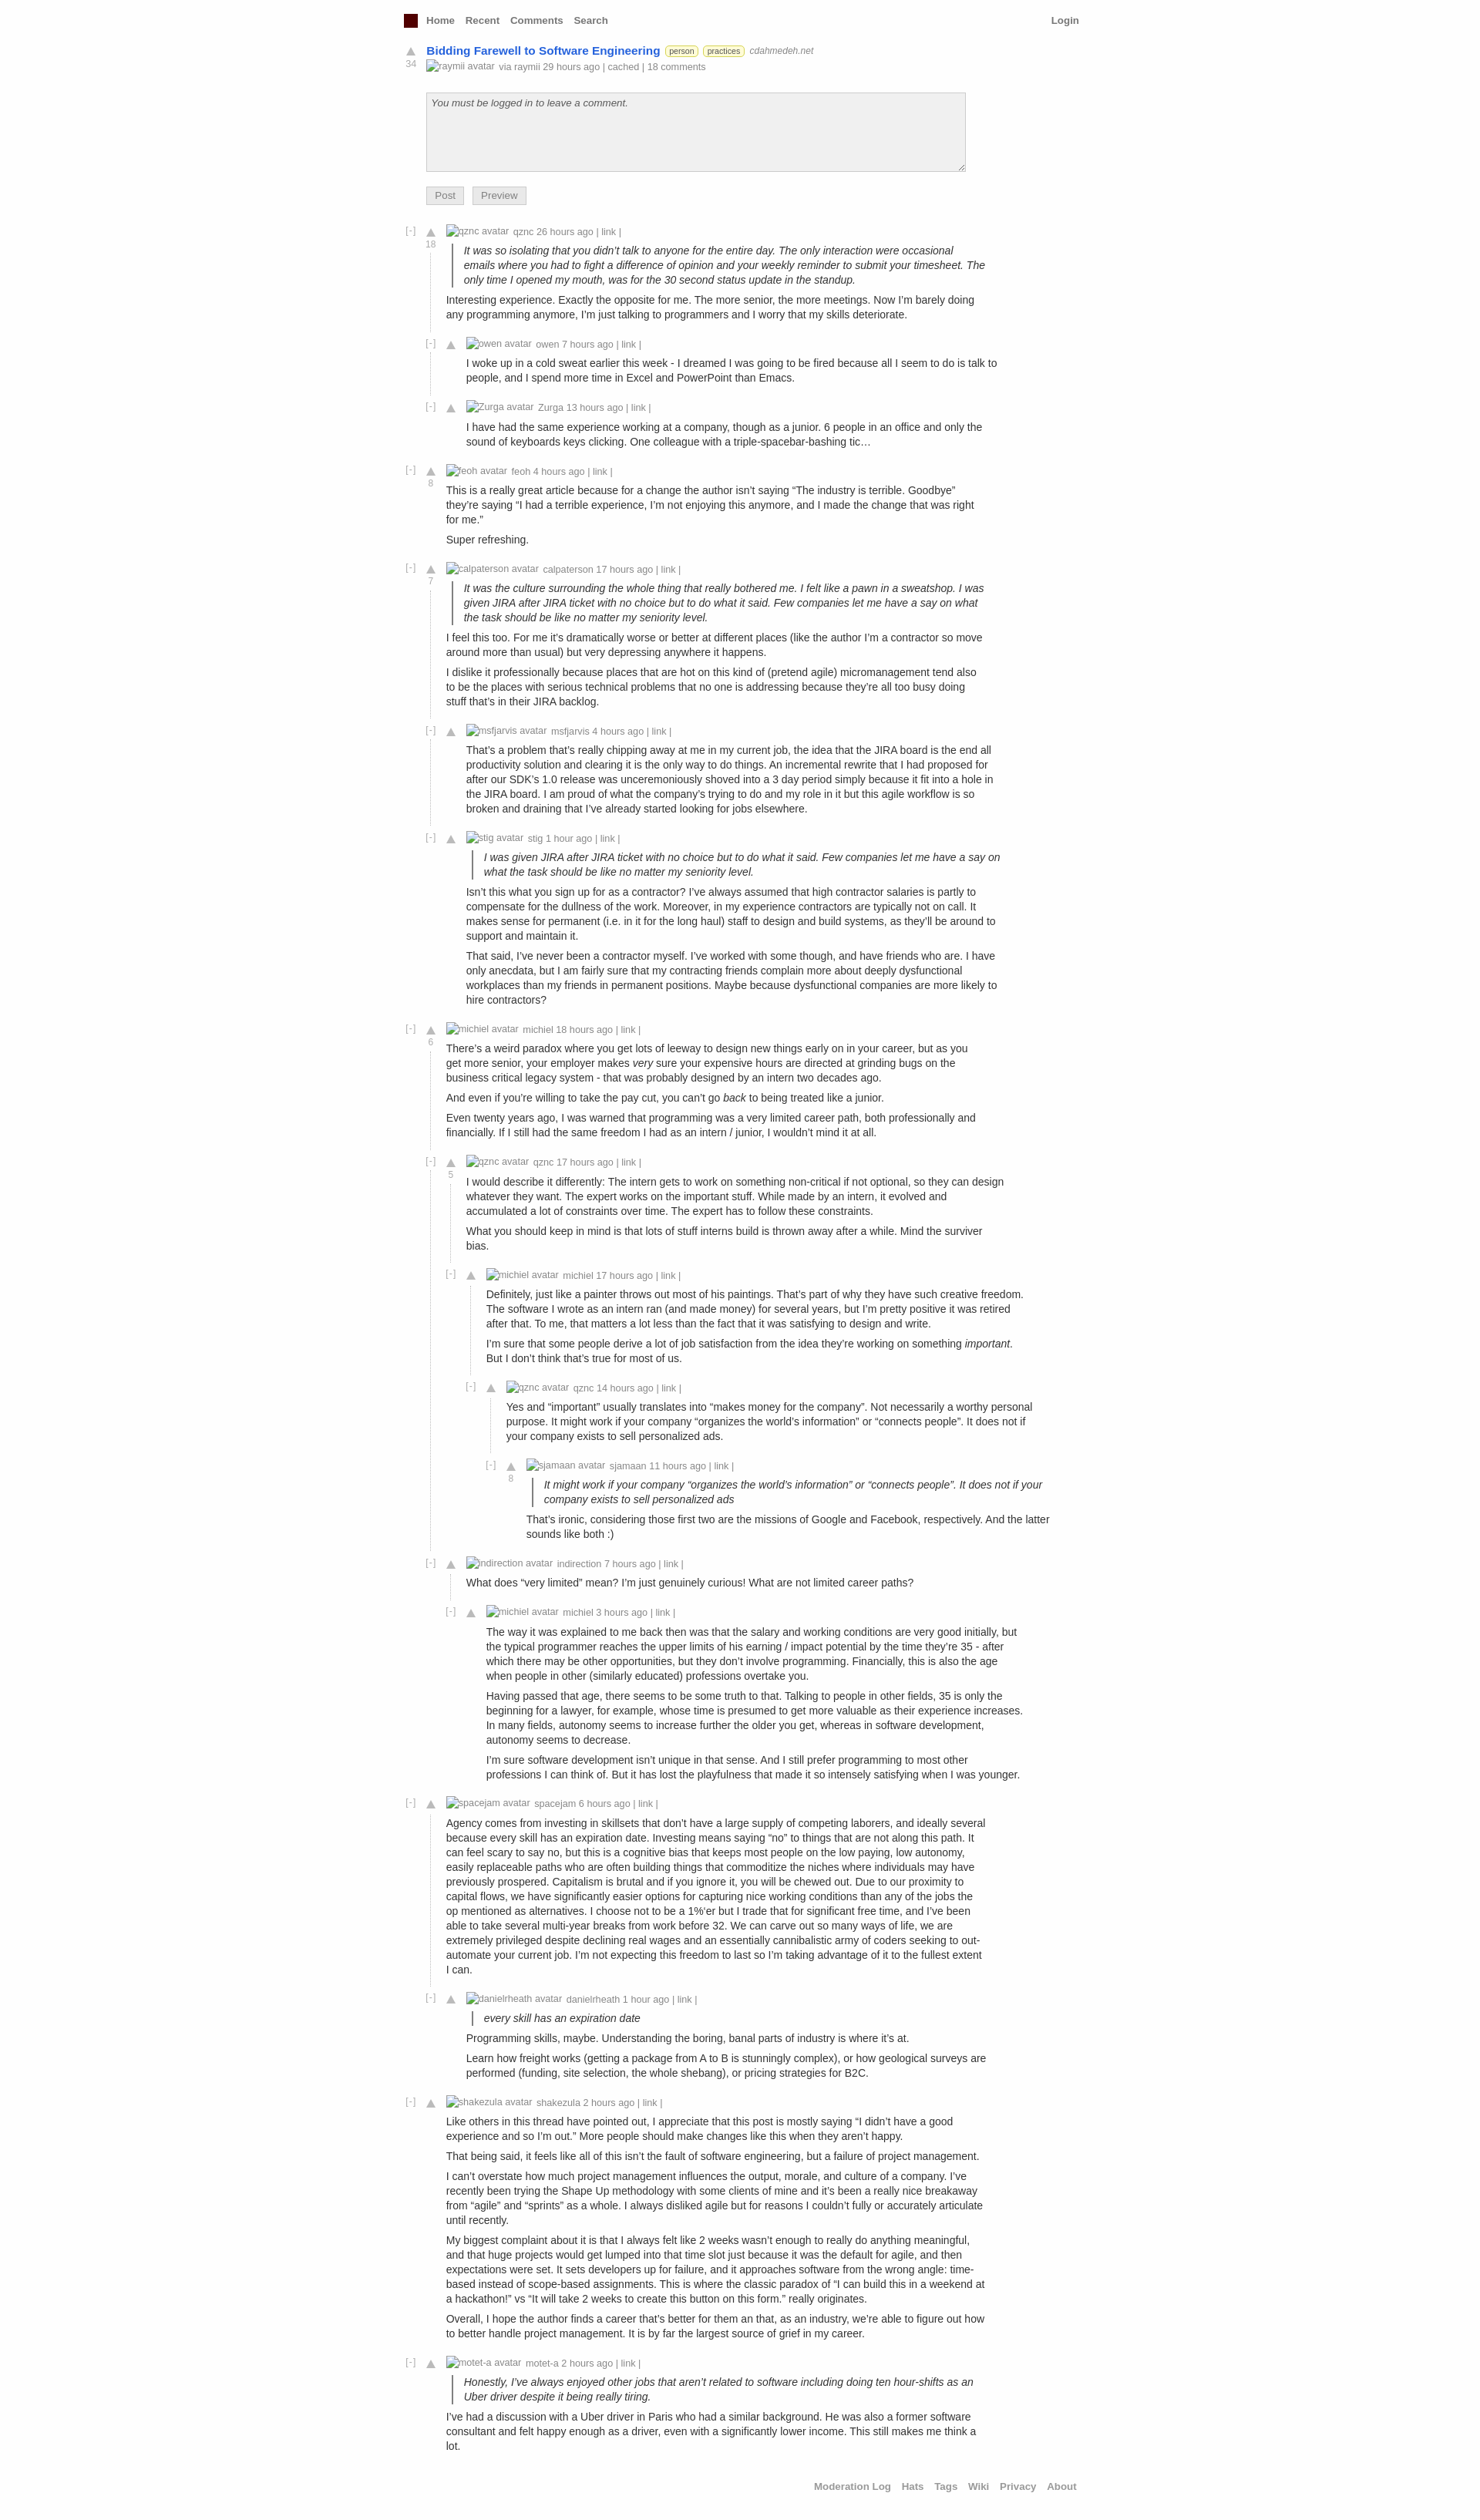 Home Recent Comments Search Login
Bidding Farewell to Software Engineering person practices cdahmedeh.net
34 raymii avatar via raymii 29 hours ago | cached | 18 comments
You must be logged in to leave a comment.
Post Preview
[-] qznc avatar qznc 26 hours ago | link |
18
It was so isolating that you didn’t talk to anyone for the entire day. The only interaction were occasional
emails where you had to fight a difference of opinion and your weekly reminder to submit your timesheet. The
only time I opened my mouth, was for the 30 second status update in the standup.
Interesting experience. Exactly the opposite for me. The more senior, the more meetings. Now I’m barely doing
any programming anymore, I’m just talking to programmers and I worry that my skills deteriorate.
[-] owen avatar owen 7 hours ago | link |
I woke up in a cold sweat earlier this week - I dreamed I was going to be fired because all I seem to do is talk to
people, and I spend more time in Excel and PowerPoint than Emacs.
[-] Zurga avatar Zurga 13 hours ago | link |
I have had the same experience working at a company, though as a junior. 6 people in an office and only the
sound of keyboards keys clicking. One colleague with a triple-spacebar-bashing tic…
[-] feoh avatar feoh 4 hours ago | link |
8
This is a really great article because for a change the author isn’t saying “The industry is terrible. Goodbye”
they’re saying “I had a terrible experience, I’m not enjoying this anymore, and I made the change that was right
for me.”
Super refreshing.
[-] calpaterson avatar calpaterson 17 hours ago | link |
7
It was the culture surrounding the whole thing that really bothered me. I felt like a pawn in a sweatshop. I was
given JIRA after JIRA ticket with no choice but to do what it said. Few companies let me have a say on what
the task should be like no matter my seniority level.
I feel this too. For me it’s dramatically worse or better at different places (like the author I’m a contractor so move
around more than usual) but very depressing anywhere it happens.
I dislike it professionally because places that are hot on this kind of (pretend agile) micromanagement tend also
to be the places with serious technical problems that no one is addressing because they’re all too busy doing
stuff that’s in their JIRA backlog.
[-] msfjarvis avatar msfjarvis 4 hours ago | link |
That’s a problem that’s really chipping away at me in my current job, the idea that the JIRA board is the end all
productivity solution and clearing it is the only way to do things. An incremental rewrite that I had proposed for
after our SDK’s 1.0 release was unceremoniously shoved into a 3 day period simply because it fit into a hole in
the JIRA board. I am proud of what the company’s trying to do and my role in it but this agile workflow is so
broken and draining that I’ve already started looking for jobs elsewhere.
[-] stig avatar stig 1 hour ago | link |
I was given JIRA after JIRA ticket with no choice but to do what it said. Few companies let me have a say on
what the task should be like no matter my seniority level.
Isn’t this what you sign up for as a contractor? I’ve always assumed that high contractor salaries is partly to
compensate for the dullness of the work. Moreover, in my experience contractors are typically not on call. It
makes sense for permanent (i.e. in it for the long haul) staff to design and build systems, as they’ll be around to
support and maintain it.
That said, I’ve never been a contractor myself. I’ve worked with some though, and have friends who are. I have
only anecdata, but I am fairly sure that my contracting friends complain more about deeply dysfunctional
workplaces than my friends in permanent positions. Maybe because dysfunctional companies are more likely to
hire contractors?
[-] michiel avatar michiel 18 hours ago | link |
6
There’s a weird paradox where you get lots of leeway to design new things early on in your career, but as you
get more senior, your employer makes very sure your expensive hours are directed at grinding bugs on the
business critical legacy system - that was probably designed by an intern two decades ago.
And even if you’re willing to take the pay cut, you can’t go back to being treated like a junior.
Even twenty years ago, I was warned that programming was a very limited career path, both professionally and
financially. If I still had the same freedom I had as an intern / junior, I wouldn’t mind it at all.
[-] qznc avatar qznc 17 hours ago | link |
5
I would describe it differently: The intern gets to work on something non-critical if not optional, so they can design
whatever they want. The expert works on the important stuff. While made by an intern, it evolved and
accumulated a lot of constraints over time. The expert has to follow these constraints.
What you should keep in mind is that lots of stuff interns build is thrown away after a while. Mind the surviver
bias.
[-] michiel avatar michiel 17 hours ago | link |
Definitely, just like a painter throws out most of his paintings. That’s part of why they have such creative freedom.
The software I wrote as an intern ran (and made money) for several years, but I’m pretty positive it was retired
after that. To me, that matters a lot less than the fact that it was satisfying to design and write.
I’m sure that some people derive a lot of job satisfaction from the idea they’re working on something important.
But I don’t think that’s true for most of us.
[-] qznc avatar qznc 14 hours ago | link |
Yes and “important” usually translates into “makes money for the company”. Not necessarily a worthy personal
purpose. It might work if your company “organizes the world’s information” or “connects people”. It does not if
your company exists to sell personalized ads.
[-] sjamaan avatar sjamaan 11 hours ago | link |
8
It might work if your company “organizes the world’s information” or “connects people”. It does not if your
company exists to sell personalized ads
That’s ironic, considering those first two are the missions of Google and Facebook, respectively. And the latter
sounds like both :)
[-] indirection avatar indirection 7 hours ago | link |
What does “very limited” mean? I’m just genuinely curious! What are not limited career paths?
[-] michiel avatar michiel 3 hours ago | link |
The way it was explained to me back then was that the salary and working conditions are very good initially, but
the typical programmer reaches the upper limits of his earning / impact potential by the time they’re 35 - after
which there may be other opportunities, but they don’t involve programming. Financially, this is also the age
when people in other (similarly educated) professions overtake you.
Having passed that age, there seems to be some truth to that. Talking to people in other fields, 35 is only the
beginning for a lawyer, for example, whose time is presumed to get more valuable as their experience increases.
In many fields, autonomy seems to increase further the older you get, whereas in software development,
autonomy seems to decrease.
I’m sure software development isn’t unique in that sense. And I still prefer programming to most other
professions I can think of. But it has lost the playfulness that made it so intensely satisfying when I was younger.
[-] spacejam avatar spacejam 6 hours ago | link |
Agency comes from investing in skillsets that don’t have a large supply of competing laborers, and ideally several
because every skill has an expiration date. Investing means saying “no” to things that are not along this path. It
can feel scary to say no, but this is a cognitive bias that keeps most people on the low paying, low autonomy,
easily replaceable paths who are often building things that commoditize the niches where individuals may have
previously prospered. Capitalism is brutal and if you ignore it, you will be chewed out. Due to our proximity to
capital flows, we have significantly easier options for capturing nice working conditions than any of the jobs the
op mentioned as alternatives. I choose not to be a 1%‘er but I trade that for significant free time, and I’ve been
able to take several multi-year breaks from work before 32. We can carve out so many ways of life, we are
extremely privileged despite declining real wages and an essentially cannibalistic army of coders seeking to out-
automate your current job. I’m not expecting this freedom to last so I’m taking advantage of it to the fullest extent
I can.
[-] danielrheath avatar danielrheath 1 hour ago | link |
every skill has an expiration date
Programming skills, maybe. Understanding the boring, banal parts of industry is where it’s at.
Learn how freight works (getting a package from A to B is stunningly complex), or how geological surveys are
performed (funding, site selection, the whole shebang), or pricing strategies for B2C.
[-] shakezula avatar shakezula 2 hours ago | link |
Like others in this thread have pointed out, I appreciate that this post is mostly saying “I didn’t have a good
experience and so I’m out.” More people should make changes like this when they aren’t happy.
That being said, it feels like all of this isn’t the fault of software engineering, but a failure of project management.
I can’t overstate how much project management influences the output, morale, and culture of a company. I’ve
recently been trying the Shape Up methodology with some clients of mine and it’s been a really nice breakaway
from “agile” and “sprints” as a whole. I always disliked agile but for reasons I couldn’t fully or accurately articulate
until recently.
My biggest complaint about it is that I always felt like 2 weeks wasn’t enough to really do anything meaningful,
and that huge projects would get lumped into that time slot just because it was the default for agile, and then
expectations were set. It sets developers up for failure, and it approaches software from the wrong angle: time-
based instead of scope-based assignments. This is where the classic paradox of “I can build this in a weekend at
a hackathon!” vs “It will take 2 weeks to create this button on this form.” really originates.
Overall, I hope the author finds a career that’s better for them an that, as an industry, we’re able to figure out how
to better handle project management. It is by far the largest source of grief in my career.
[-] motet-a avatar motet-a 2 hours ago | link |
Honestly, I’ve always enjoyed other jobs that aren’t related to software including doing ten hour-shifts as an
Uber driver despite it being really tiring.
I’ve had a discussion with a Uber driver in Paris who had a similar background. He was also a former software
consultant and felt happy enough as a driver, even with a significantly lower income. This still makes me think a
lot.
Moderation Log Hats Tags Wiki Privacy About